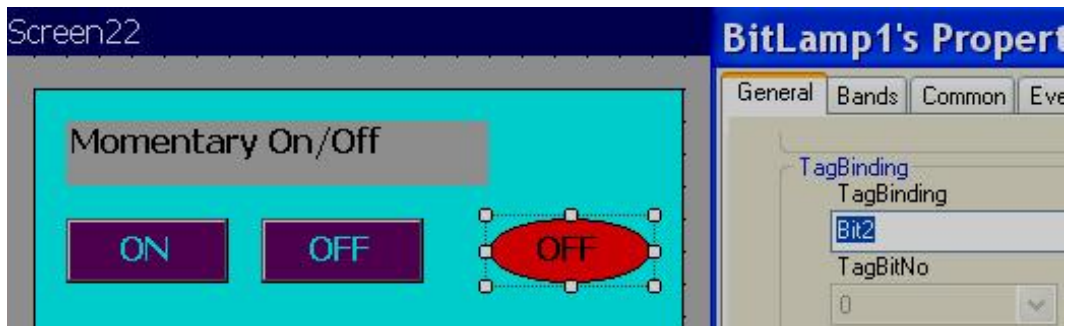 Screen22
Momentary On/Off
ON OFF OFF
BitLamp1's Propert
General Bands Common Eve
TagBinding
TagBinding
Bit2
TagBitNo
0